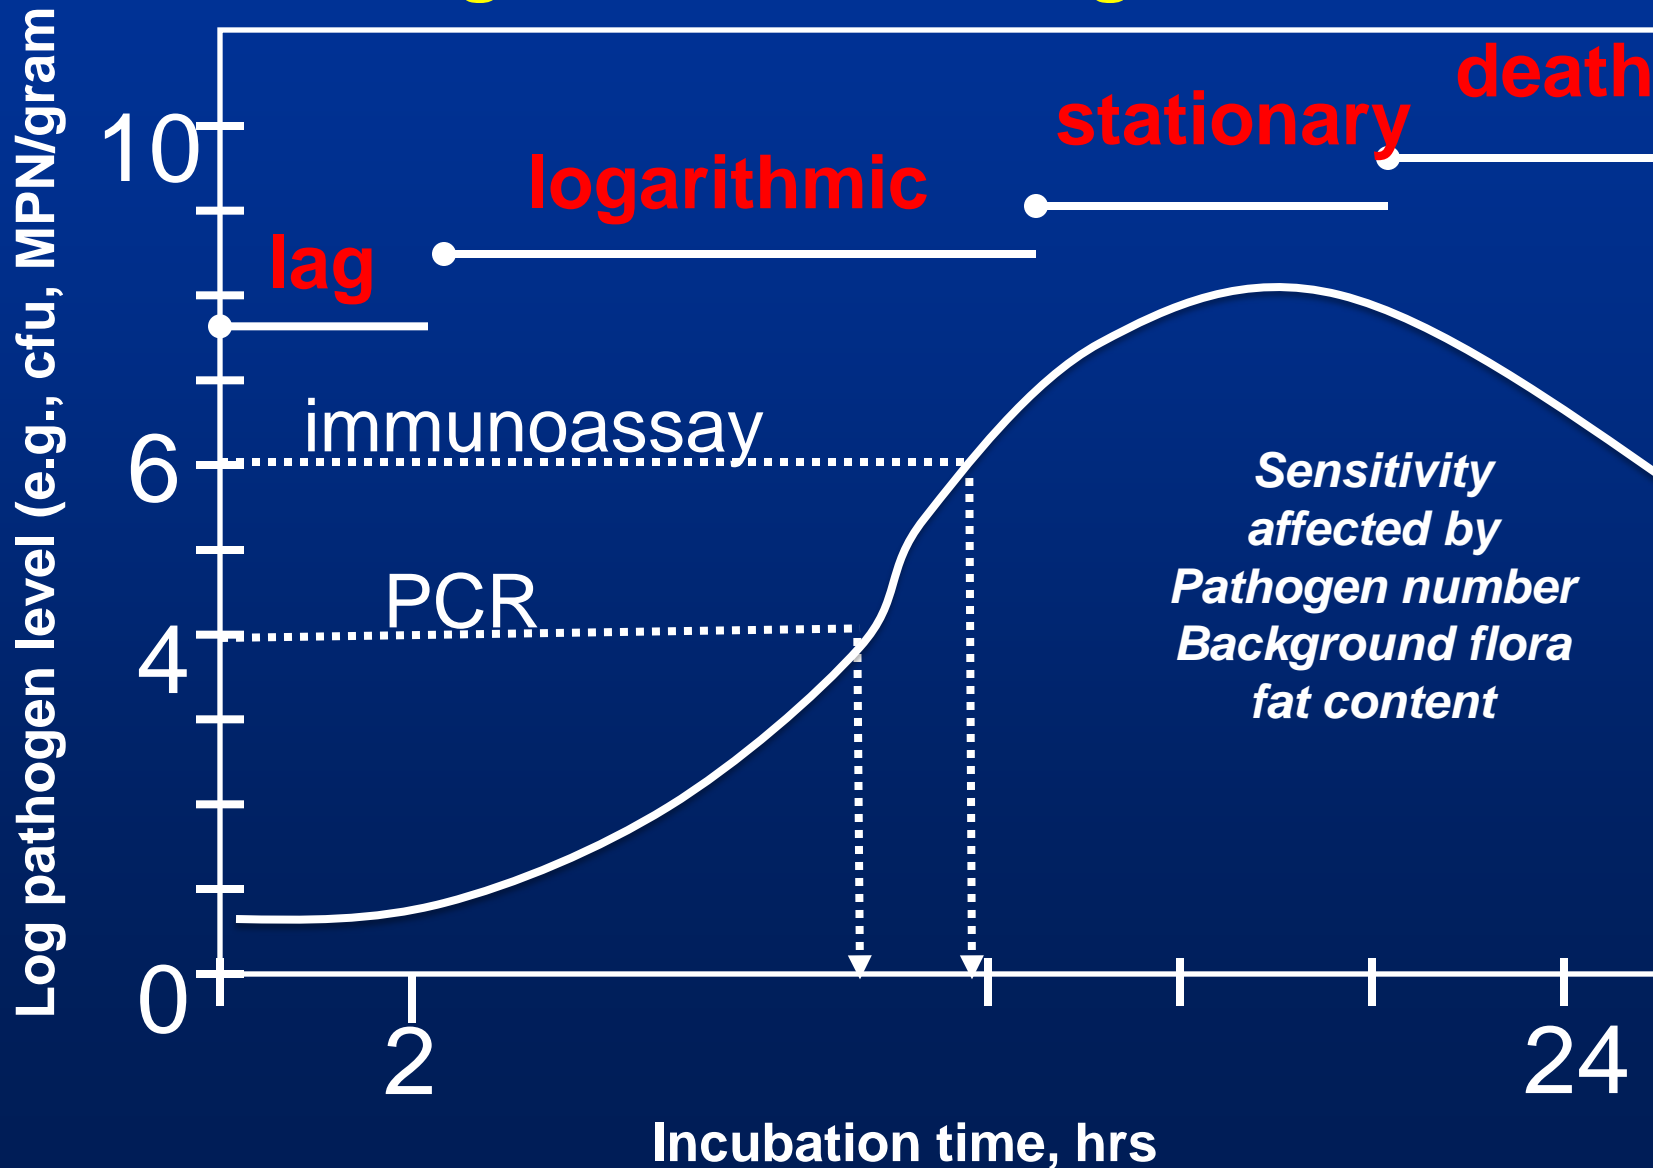 Log pathogen level (e.g., cfu, MPN/gram
10
6
4
0
lag
logarithmic
stationary
death
immunoassay
PCR
Sensitivity
affected by
Pathogen number
Background flora
fat content
2
24
Incubation time, hrs